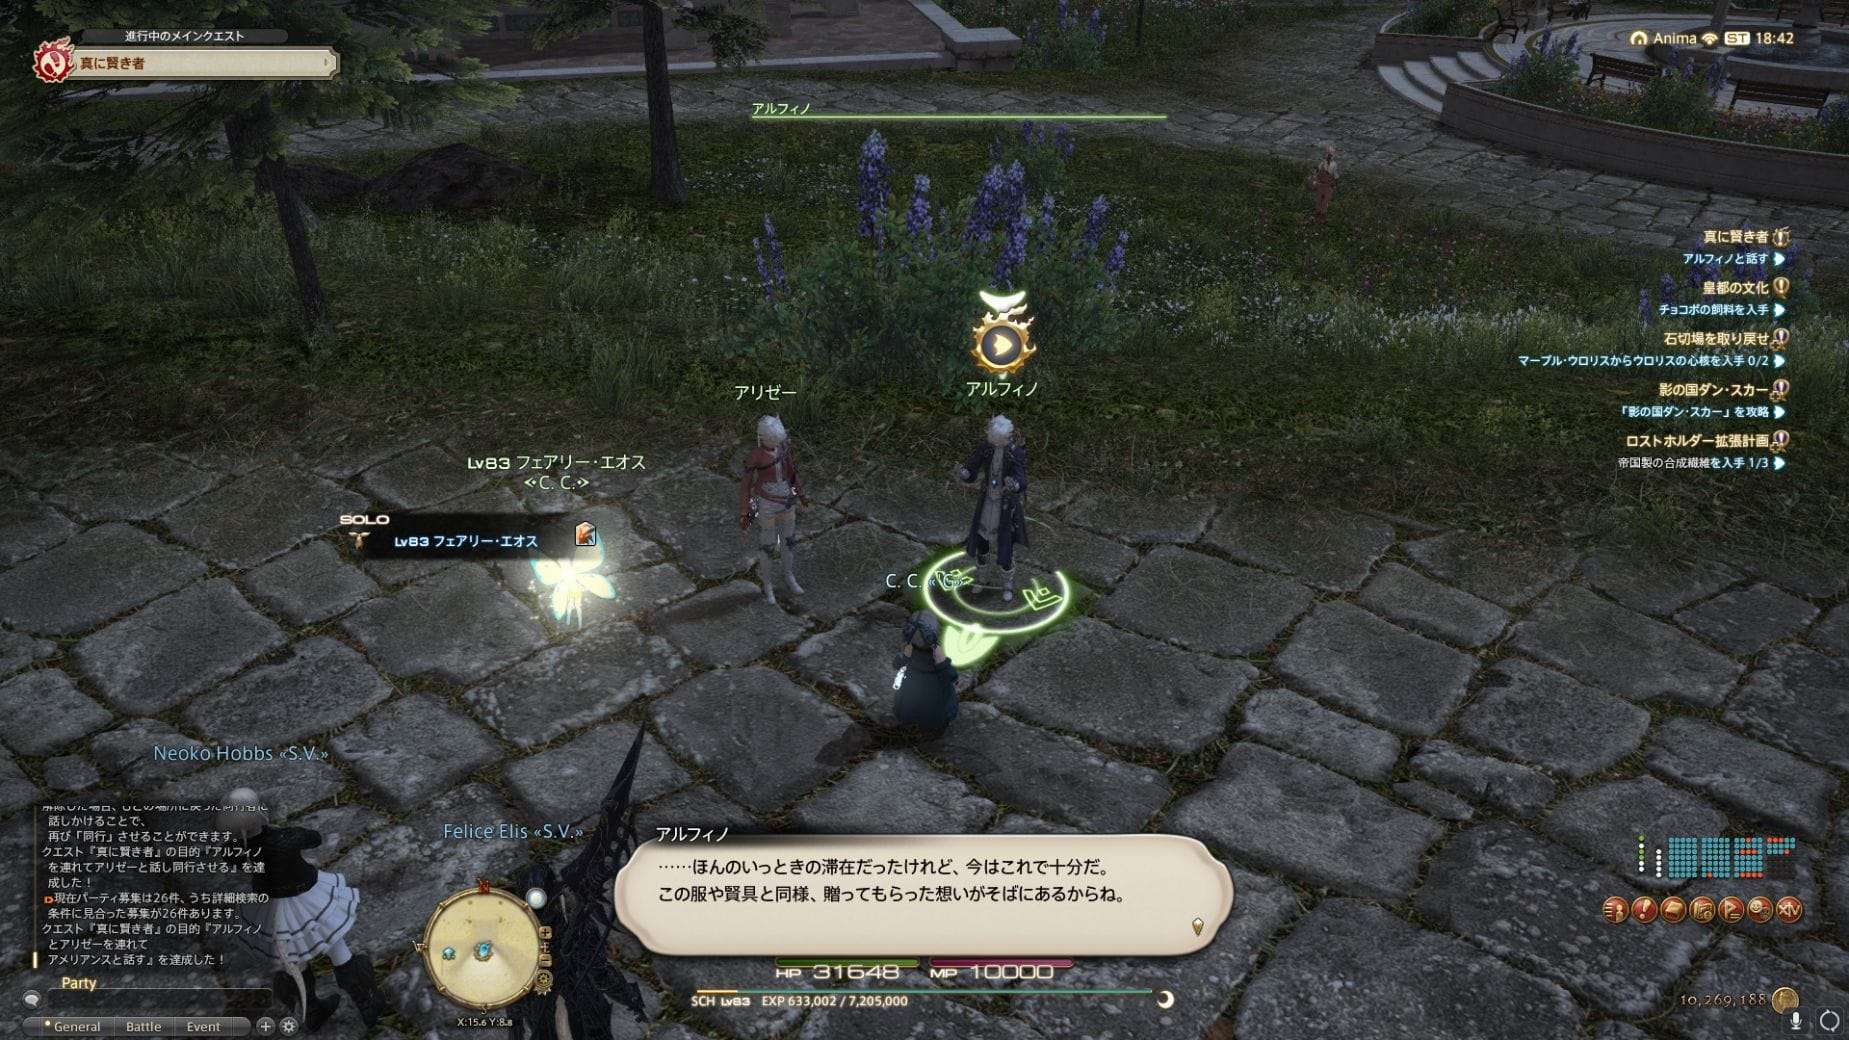 進行中のメインクエスト
真に賢き者
Anima ST 18:42
アルフィノ
真に賢き者
アルフィノと話す
皇都の文化
チョコボの飼料を入手
石切場を取り戻せ
マーブル・ウロリスからウロリスの心核を入手 0/2
影の国ダン・スカー
「影の国ダン・スカー」を攻略
ロストホルダー拡張計画
帝国製の合成繊維を入手 1/3
アリゼー
アルフィノ
Lv83 フェアリー・エオス
<C. C.>
SOLO
Lv83 フェアリー・エオス
C. C.
Neoko Hobbs «S.V.»
Felice Elis «S.V.»
話しかけることで、
再び「同行」させることができます。
クエスト『真に賢き者』の目的『アルフィノ
を連れてアリゼーと話し同行させる』を達
成した！
現在パーティ募集は26件、うち詳細検索の
条件に見合った募集が26件あります。
クエスト『真に賢き者』の目的『アルフィノ
とアリゼーを連れて
アメリアンスと話す』を達成した！
Party
General Battle Event
X:15.6 Y:8.8
アルフィノ
……ほんのいっときの滞在だったけれど、今はこれで十分だ。
この服や賢具と同様、贈ってもらった想いがそばにあるからね。
HP 31648 MP 10000
SCH Lv83 EXP 633,002 / 7,205,000
10,269,188